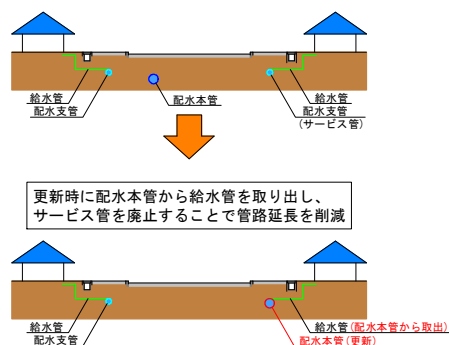 給水管
配水支管
配水本管
給水管
配水支管
(サービス管)
更新時に配水本管から給水管を取り出し、
サービス管を廃止することで管路延長を削減
給水管
配水支管
給水管(配水本管から取出)
配水本管(更新)